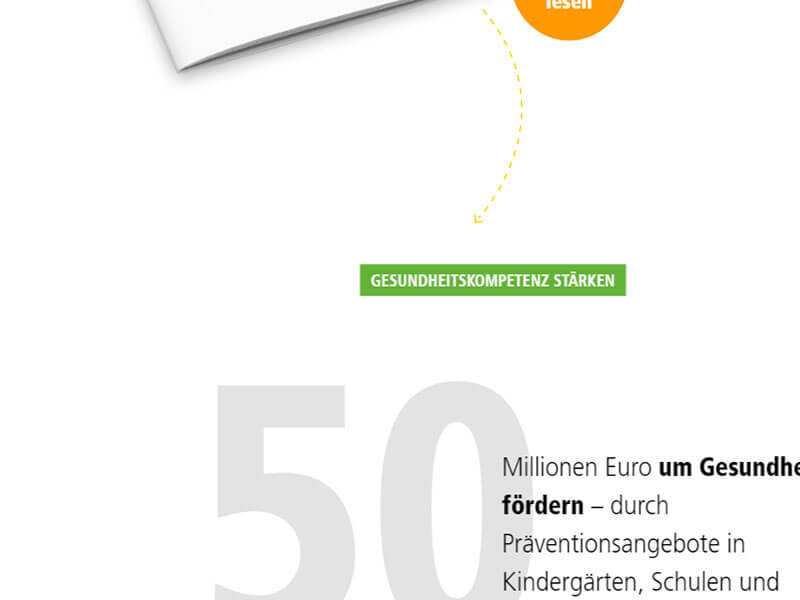 lesen
GESUNDHEITSKOMPETENZ STÄRKEN
50
Millionen Euro um Gesundhe
fördern – durch
Präventionsangebote in
Kindergärten, Schulen und